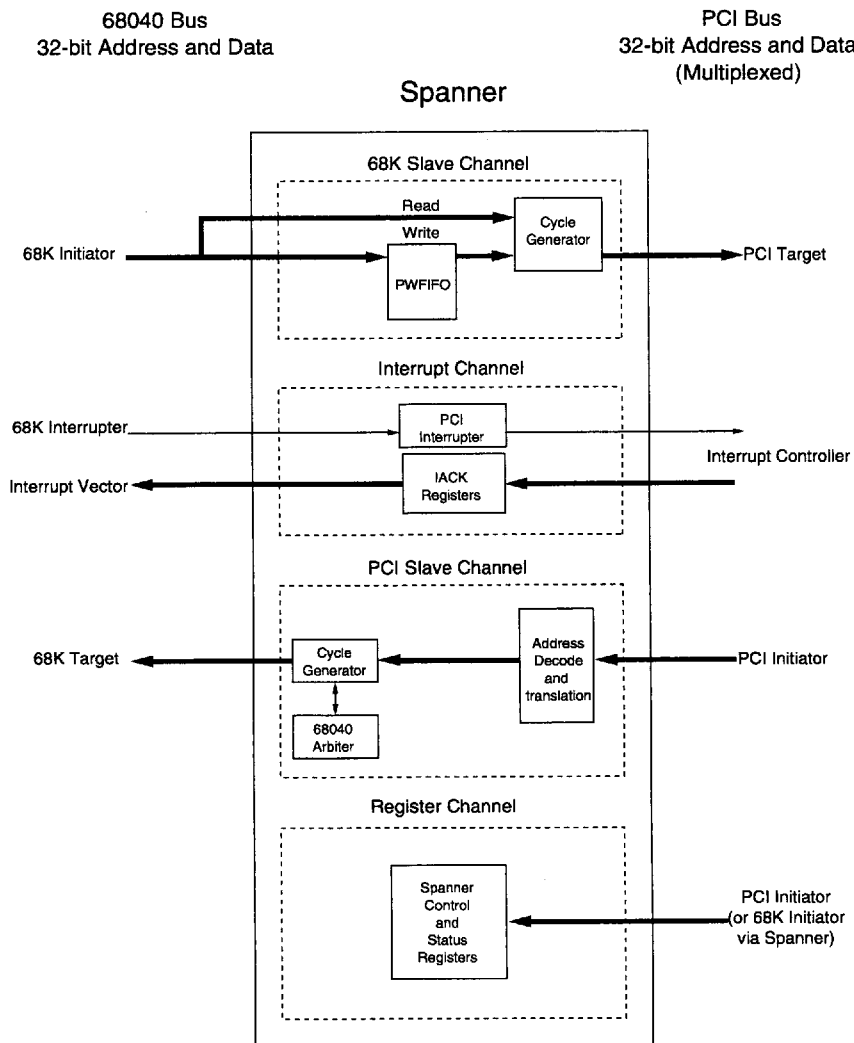 68040 Bus
32-bit Address and Data
PCI Bus
32-bit Address and Data
(Multiplexed)
Spanner
68K Slave Channel
Read
Write
Cycle
Generator
68K Initiator
PWFIFO
PCI Target
Interrupt Channel
68K Interrupter
PCI
Interrupter
Interrupt Controller
Interrupt Vector
IACK
Registers
PCI Slave Channel
68K Target
Cycle
Generator
Address
Decode
and
translation
PCI Initiator
68040
Arbiter
Register Channel
Spanner
Control
and
Status
Registers
PCI Initiator
(or 68K Initiator
via Spanner)